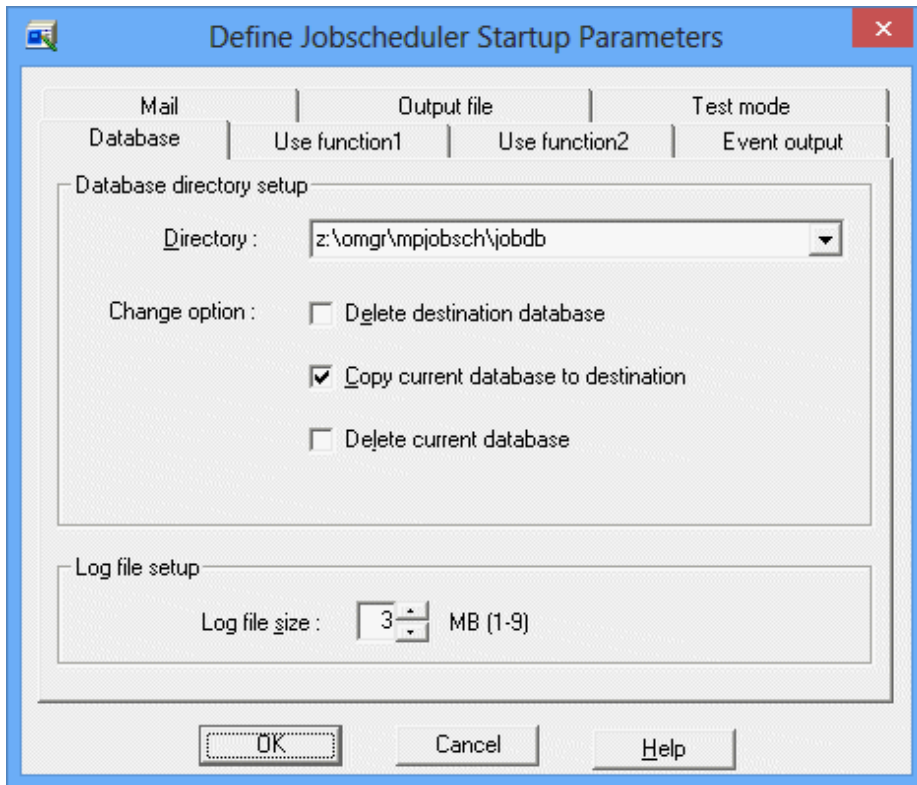 Define Jobscheduler Startup Parameters
Mail Output file Test mode
Database Use function1 Use function2 Event output
Database directory setup
Directory : z:\omgr\mpjobsch\jobdb
Change option : Delete destination database
Copy current database to destination
Delete current database
Log file setup
Log file size : 3 MB (1-9)
OK Cancel Help